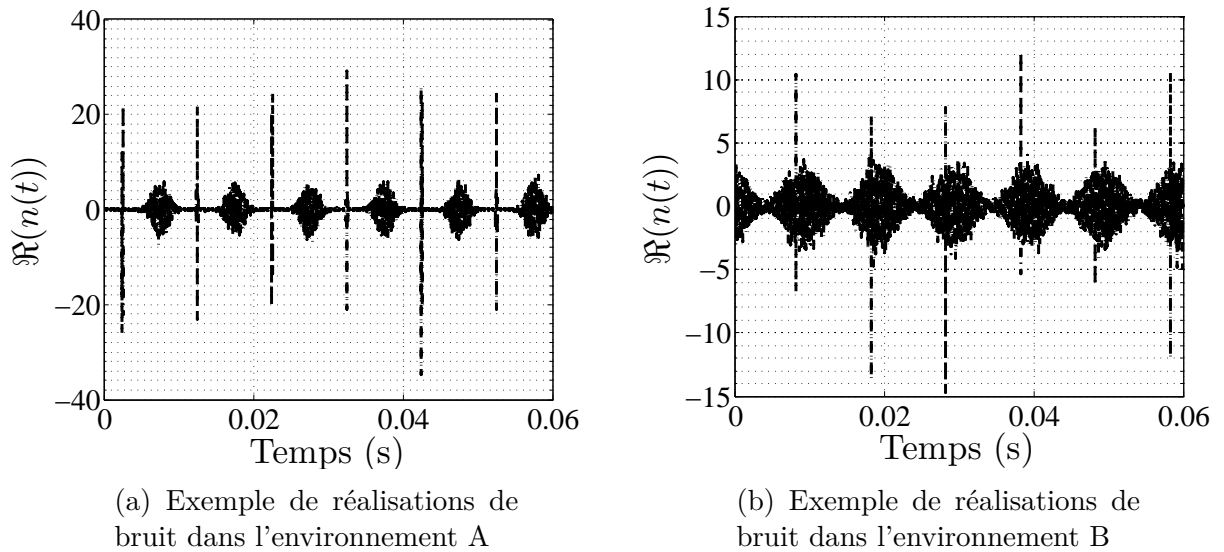 40
20
0
−20
−40
ℜ(n(t))
0
0.02
0.04
0.06
Temps (s)
(a) Exemple de réalisations de
bruit dans l'environnement A
15
10
5
0
−5
−10
−15
ℜ(n(t))
0
0.02
0.04
0.06
Temps (s)
(b) Exemple de réalisations de
bruit dans l'environnement B